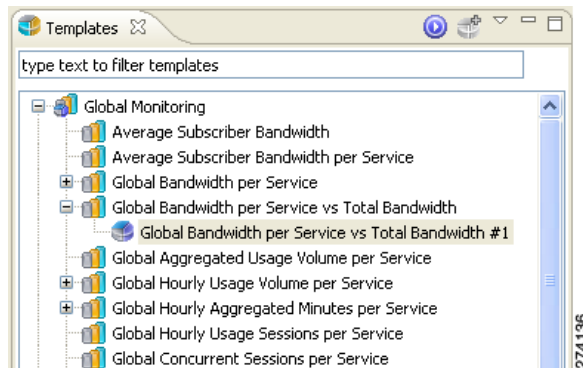 Templates
type text to filter templates
Global Monitoring
Average Subscriber Bandwidth
Average Subscriber Bandwidth per Service
Global Bandwidth per Service
Global Bandwidth per Service vs Total Bandwidth
Global Bandwidth per Service vs Total Bandwidth #1
Global Aggregated Usage Volume per Service
Global Hourly Usage Volume per Service
Global Hourly Aggregated Minutes per Service
Global Hourly Usage Sessions per Service
Global Concurrent Sessions per Service
274136